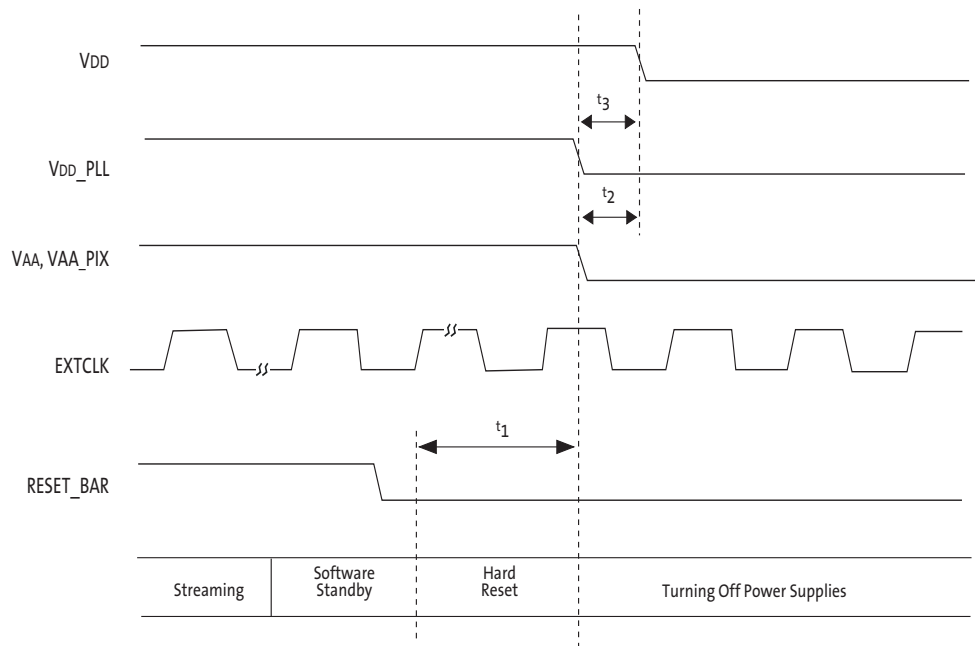 VDD
t3
VDD_PLL
t2
VAA, VAA_PIX
EXTCLK
t1
RESET_BAR
Streaming
Software
Standby
Hard
Reset
Turning Off Power Supplies